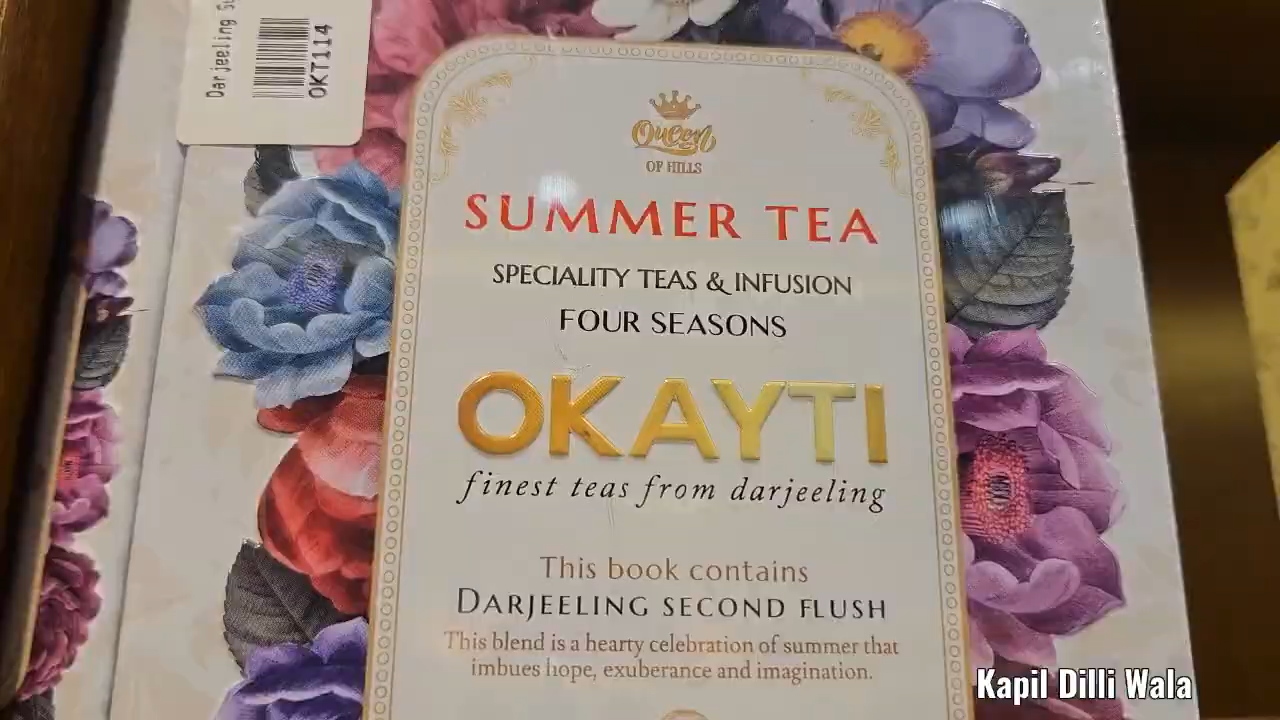 Darjeeling
OKT114
Queen
OF HILLS
SUMMER TEA
SPECIALITY TEAS & INFUSION
FOUR SEASONS
OKAYTI
finest teas from darjeeling
This book contains
DARJEELING SECOND FLUSH
This blend is a hearty celebration of summer that
imbues hope, exuberance and imagination.
Kapil Dilli Wala